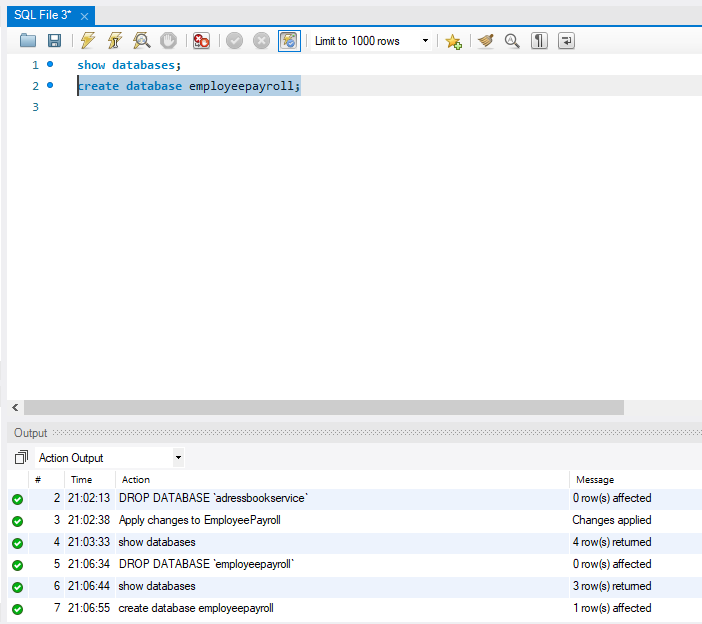 SQL File 3*
Limit to 1000 rows
1 show databases;
2 create database employeepayroll;
3
Output
Action Output
# Time Action Message
2 21:02:13 DROP DATABASE `adressbookservice` 0 row(s) affected
3 21:02:38 Apply changes to EmployeePayroll Changes applied
4 21:03:33 show databases 4 row(s) returned
5 21:06:34 DROP DATABASE `employeepayroll` 0 row(s) affected
6 21:06:44 show databases 3 row(s) returned
7 21:06:55 create database employeepayroll 1 row(s) affected